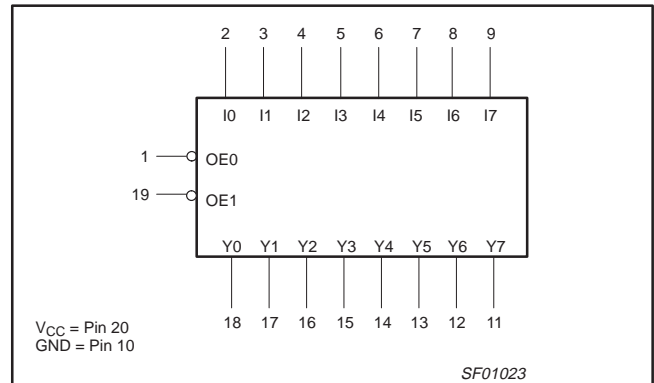 2 3 4 5 6 7 8 9
I0 I1 I2 I3 I4 I5 I6 I7
1 OE0
19 OE1
Y0 Y1 Y2 Y3 Y4 Y5 Y6 Y7
18 17 16 15 14 13 12 11
VCC = Pin 20
GND = Pin 10
SF01023